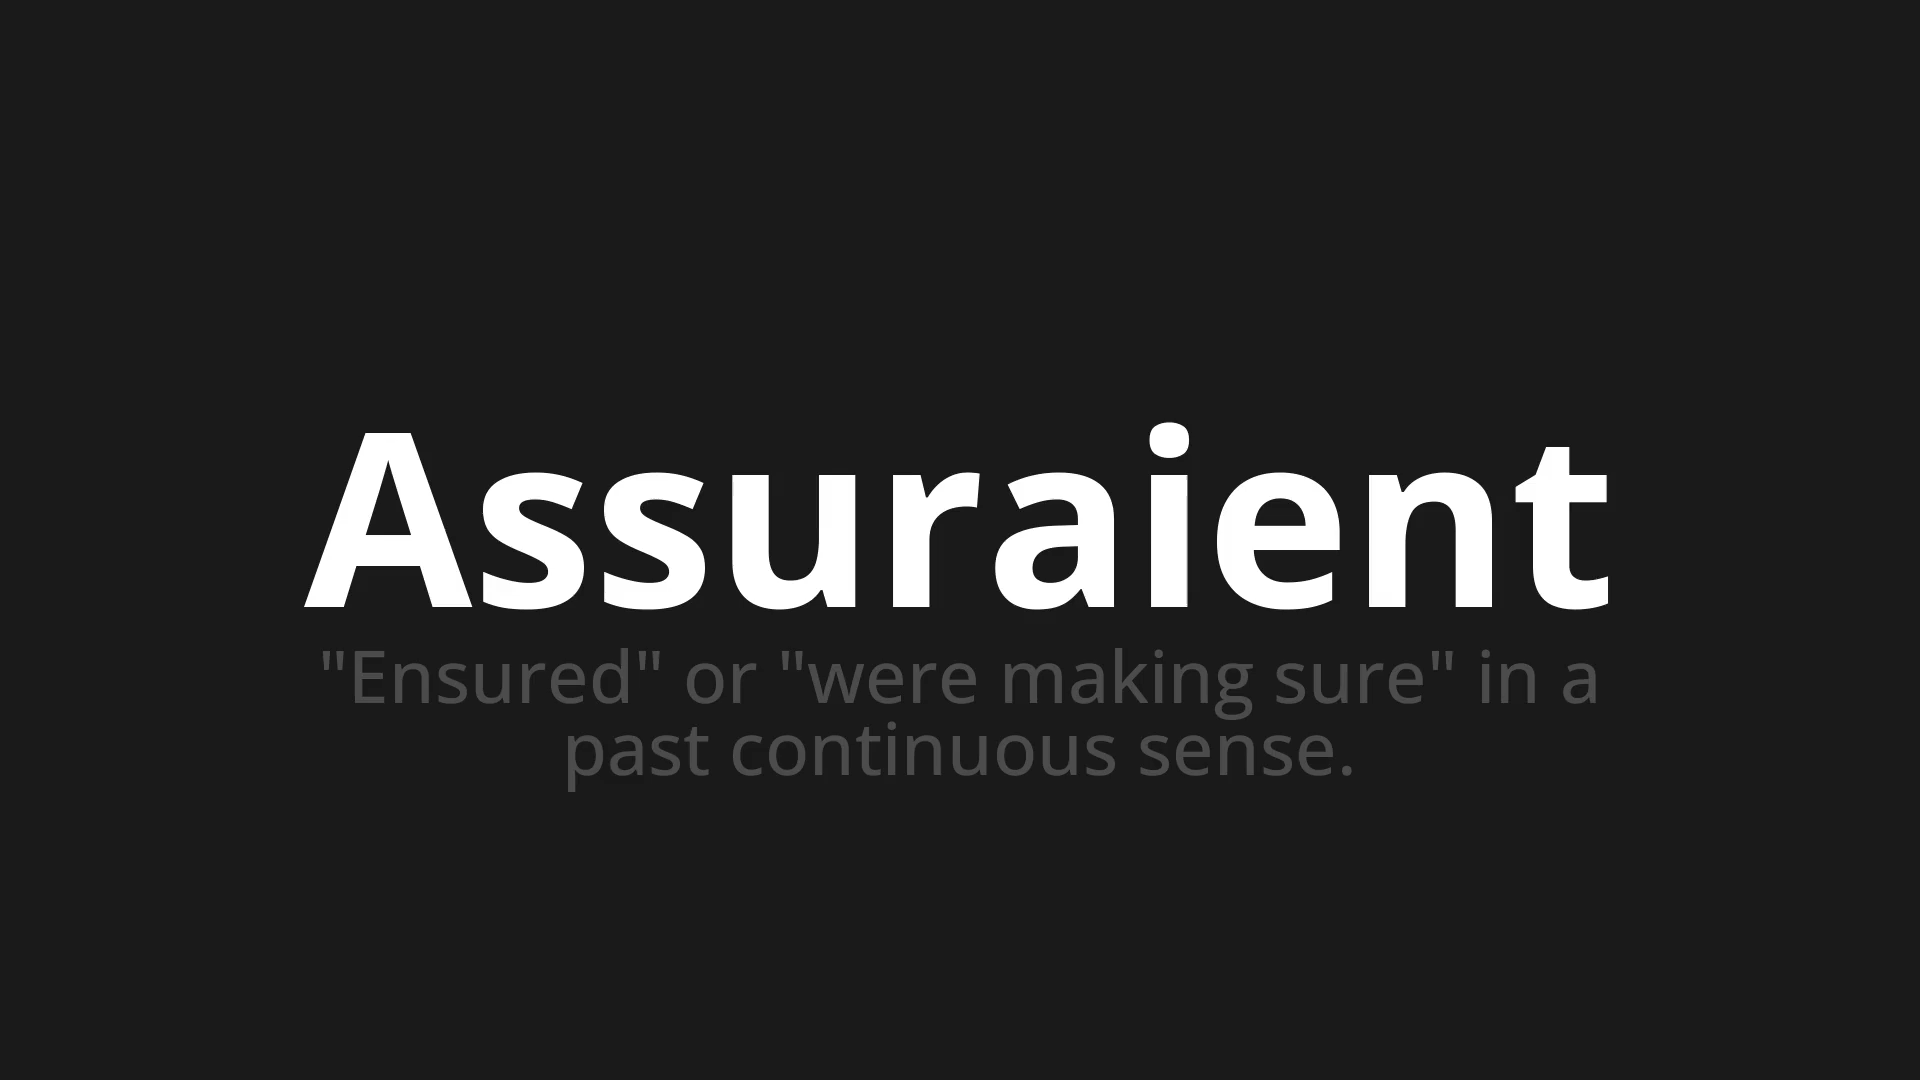 Assuraient
"Ensured" or "were making sure" in a
past continuous sense.